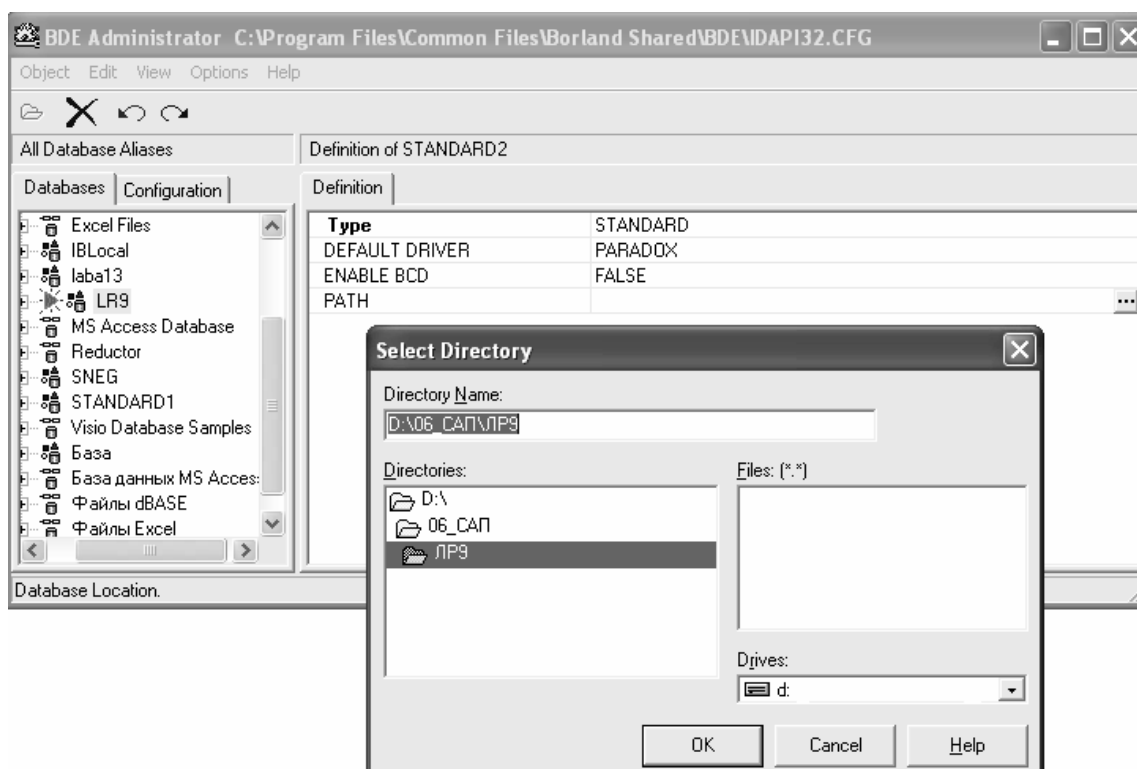 BDE Administrator C:\Program Files\Common Files\Borland Shared\BDE\IDAPI32.CFG
Object Edit View Options Help
All Database Aliases
Definition of STANDARD2
Databases
Configuration
Definition
Excel Files
IBLocal
laba13
LR9
MS Access Database
Reductor
SNEG
STANDARD1
Visio Database Samples
База
База данных MS Acces
Файлы dBASE
Файлы Excel
Type STANDARD
DEFAULT DRIVER PARADOX
ENABLE BCD FALSE
PATH
...
Database Location.
Select Directory
Directory Name:
D:\06_САП\ЛР9
Directories:
D:\
06_САП
ЛР9
Files: (*.*)
Drives:
d:
OK
Cancel
Help